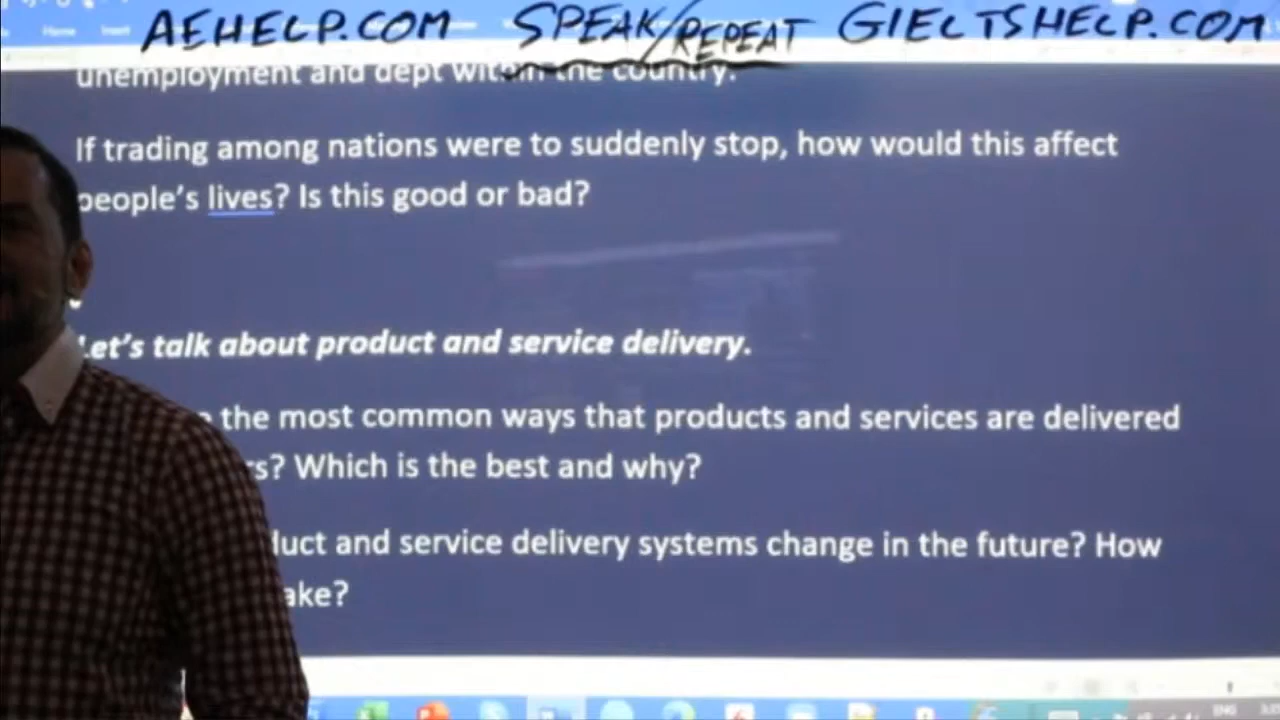 AEHELP.COM SPEAK/REPEAT GIELTSHELP.COM
Home Insert
unemployment and dept within the country.
If trading among nations were to suddenly stop, how would this affect
people's lives? Is this good or bad?
Let's talk about product and service delivery.
the most common ways that products and services are delivered
? Which is the best and why?
and service delivery systems change in the future? How
ENG